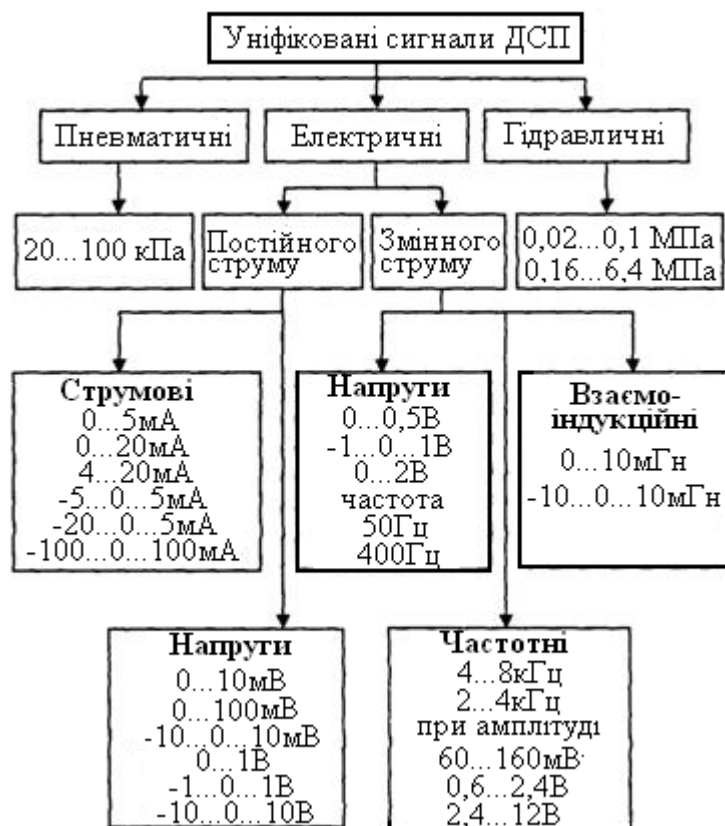 Уніфіковані сигнали ДСП
Пневматичні
Електричні
Гідравличні
20...100 кПа
Постійного
струму
Змінного
струму
0,02...0,1 МПа
0,16...6,4 МПа
Струмові
0...5мА
0...20мА
4...20мА
-5...0...5мА
-20...0...5мА
-100...0...100мА
Напруги
0...0,5В
-1...0...1В
0...2В
частота
50Гц
400Гц
Взаємо-
індукційні
0...10мГн
-10...0...10мГн
Напруги
0...10мВ
0...100мВ
-10...0...10мВ
0...1В
-1...0...1В
-10...0...10В
Частотні
4...8кГц
2...4кГц
при амплітуді
60...160мВ
0,6...2,4В
2,4...12В